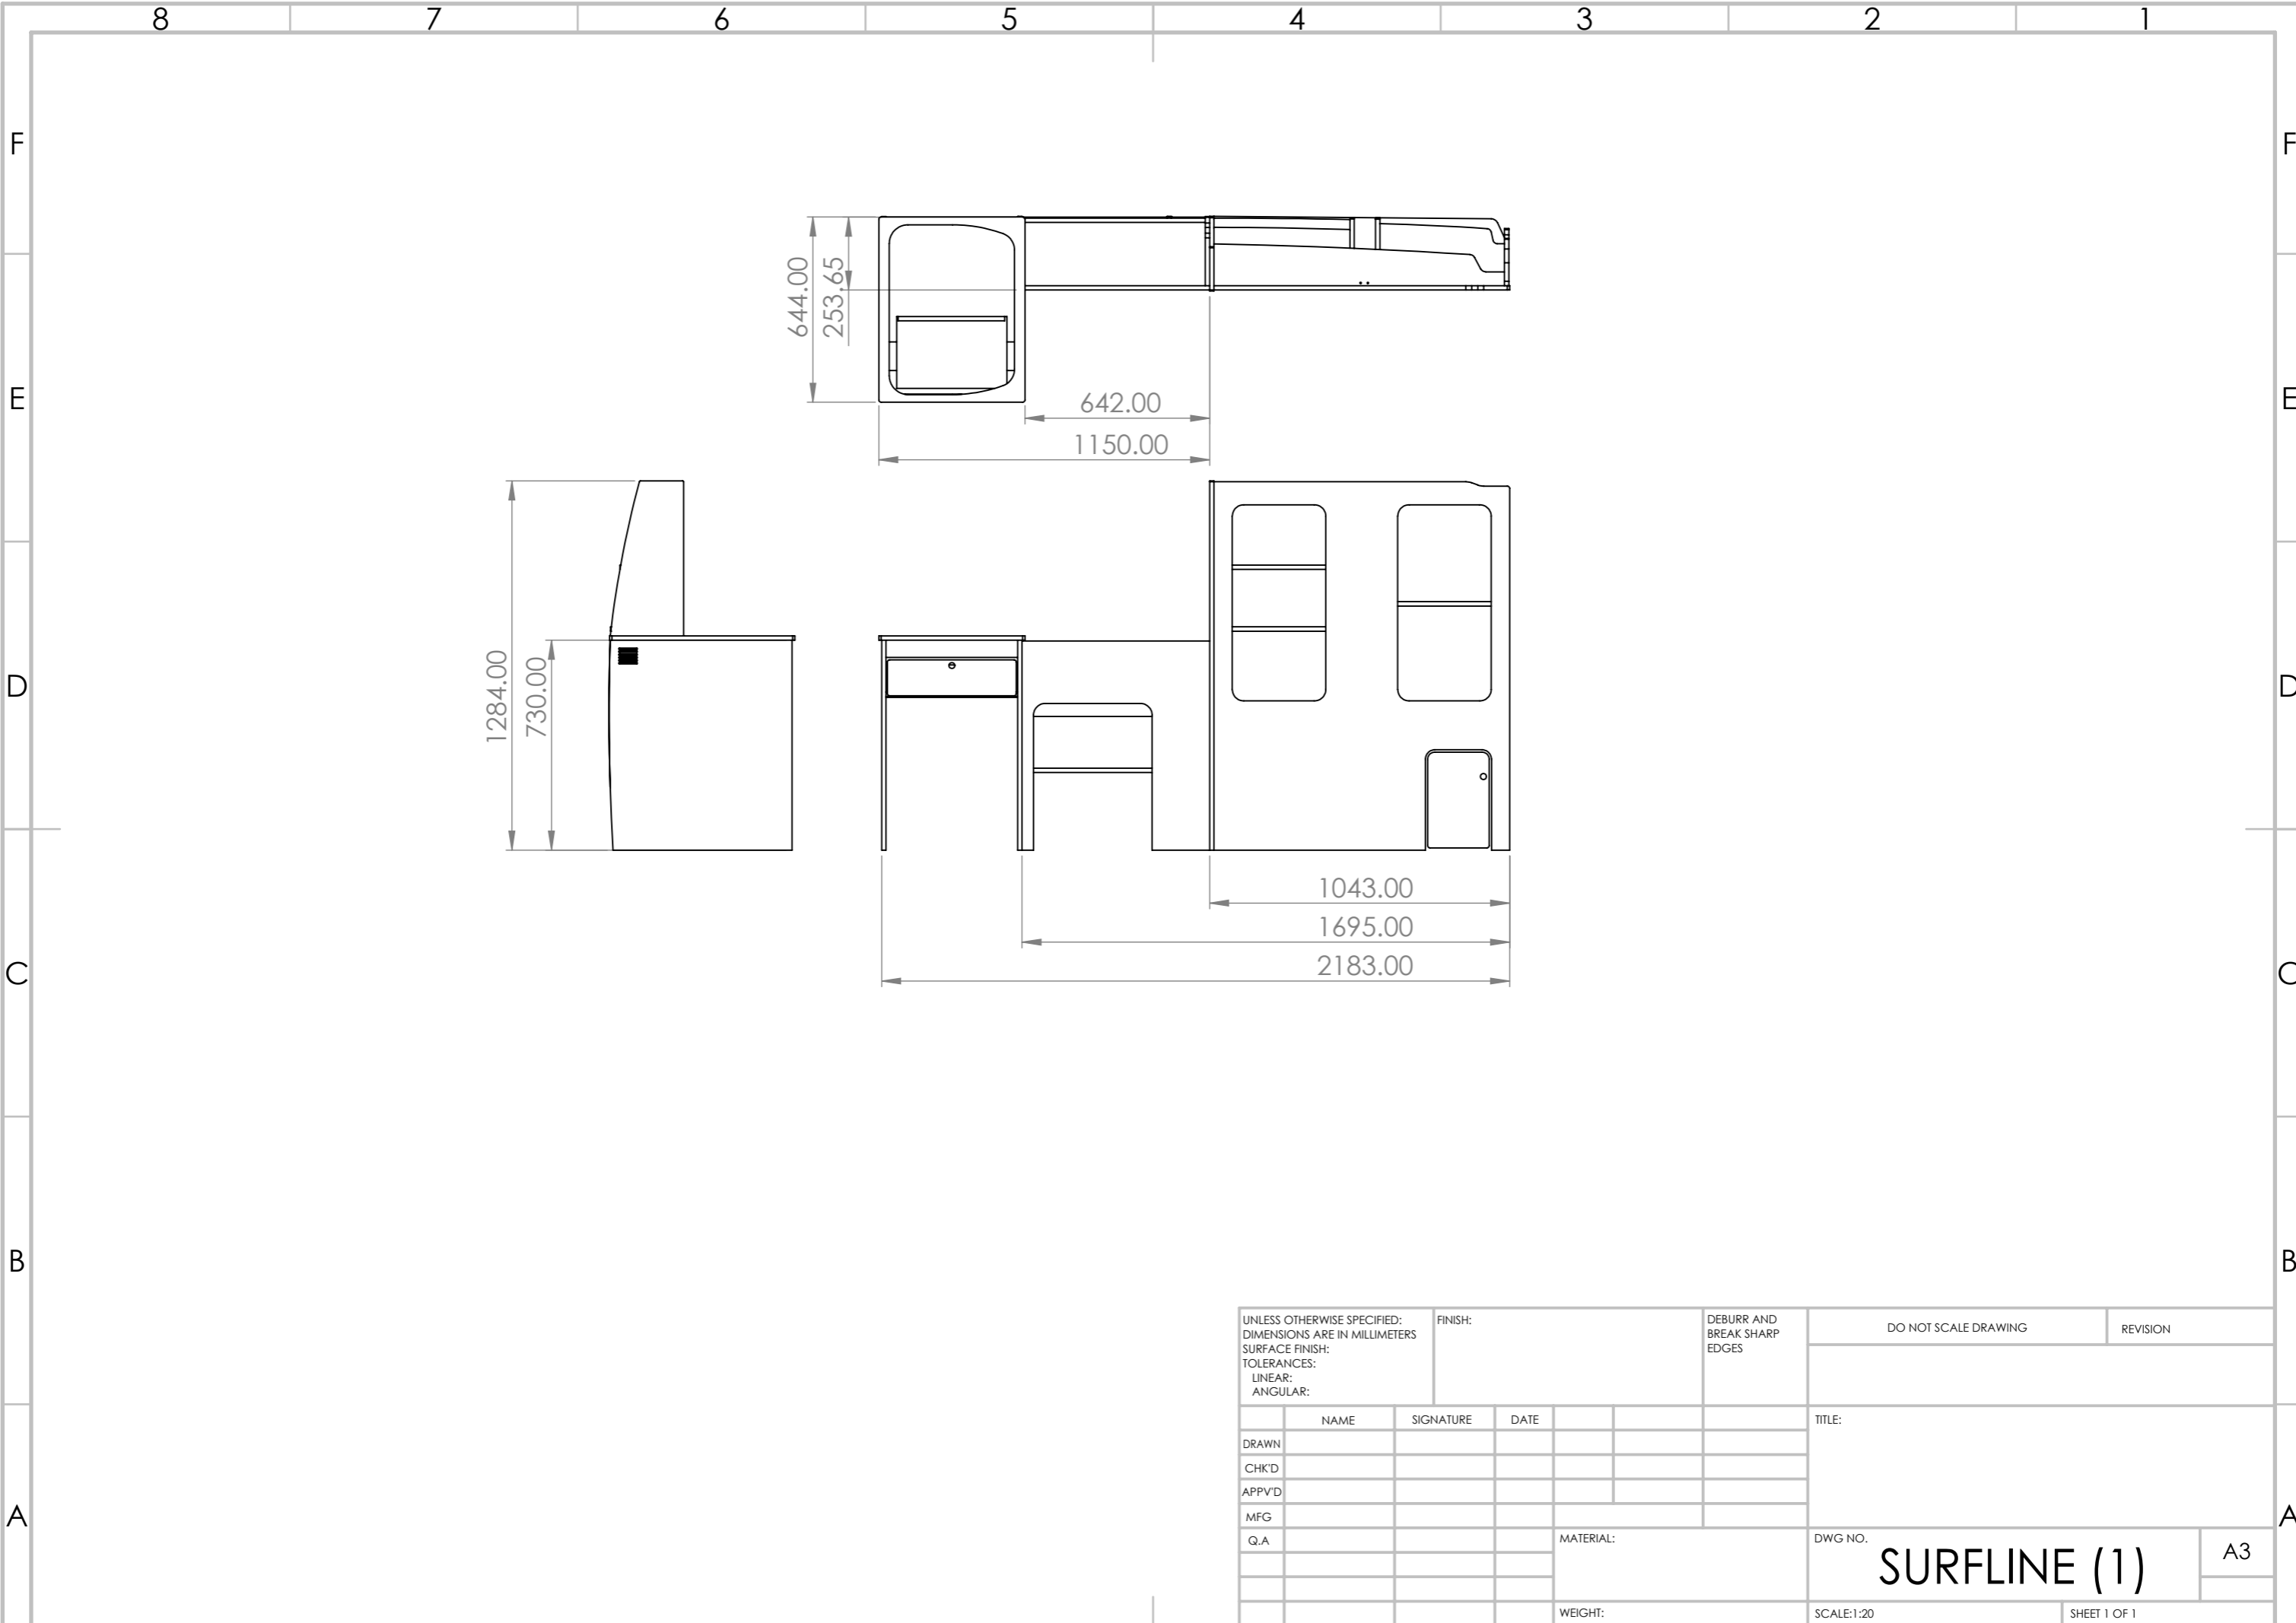 8 7 6 5 4 3 2 1
F F
E E
D D
C C
B B
A A
644.00
253.65
642.00
1150.00
1284.00
730.00
1043.00
1695.00
2183.00
UNLESS OTHERWISE SPECIFIED:
DIMENSIONS ARE IN MILLIMETERS
SURFACE FINISH:
TOLERANCES:
LINEAR:
ANGULAR:
FINISH:
DEBURR AND
BREAK SHARP
EDGES
DO NOT SCALE DRAWING
REVISION
NAME SIGNATURE DATE
DRAWN
CHK'D
APPV'D
MFG
Q.A
TITLE:
MATERIAL:
DWG NO.
SURFLINE (1)
A3
WEIGHT:
SCALE:1:20
SHEET 1 OF 1